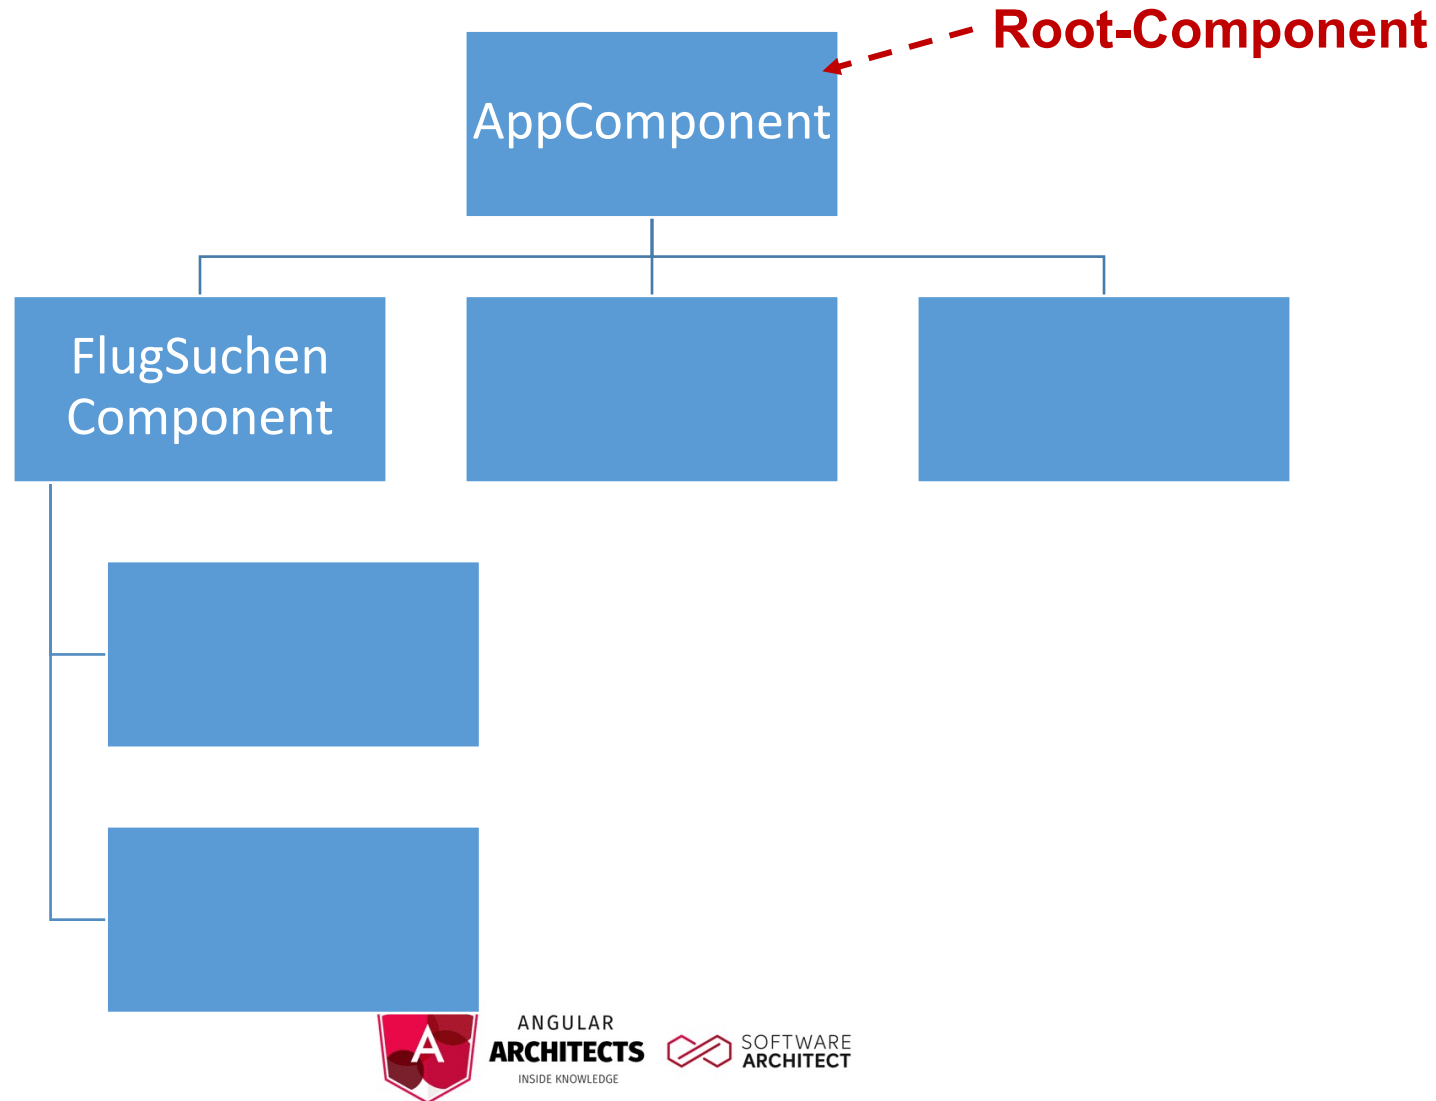 Root-Component
AppComponent
FlugSuchen
Component
A
ANGULAR
ARCHITECTS
INSIDE KNOWLEDGE
SOFTWARE
ARCHITECT